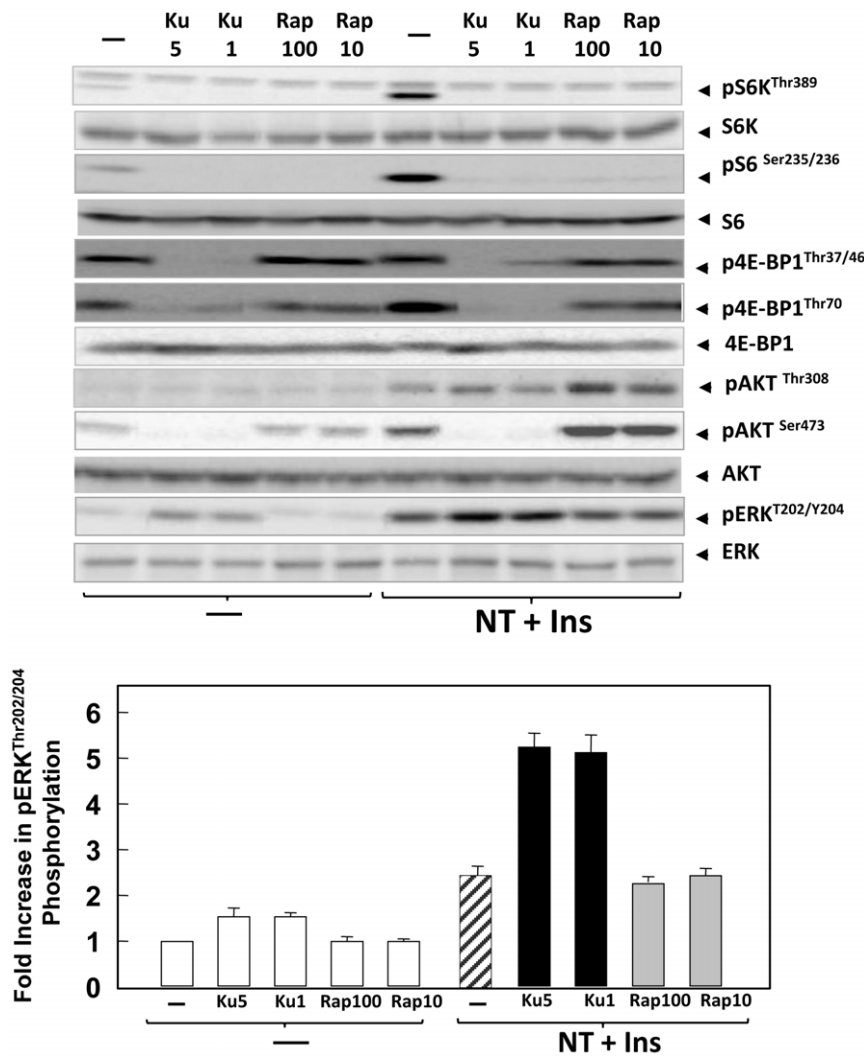 — Ku Ku Rap Rap — Ku Ku Rap Rap
5 1 100 10 5 1 100 10
◄ pS6K^Thr389
◄ S6K
◄ pS6 ^Ser235/236
◄ S6
◄ p4E-BP1^Thr37/46
◄ p4E-BP1^Thr70
◄ 4E-BP1
◄ pAKT ^Thr308
◄ pAKT ^Ser473
◄ AKT
◄ pERK^T202/Y204
◄ ERK
— NT + Ins
Fold Increase in pERK^Thr202/204
Phosphorylation
6
5
4
3
2
1
0
— Ku5 Ku1 Rap100 Rap10 — Ku5 Ku1 Rap100 Rap10
— NT + Ins